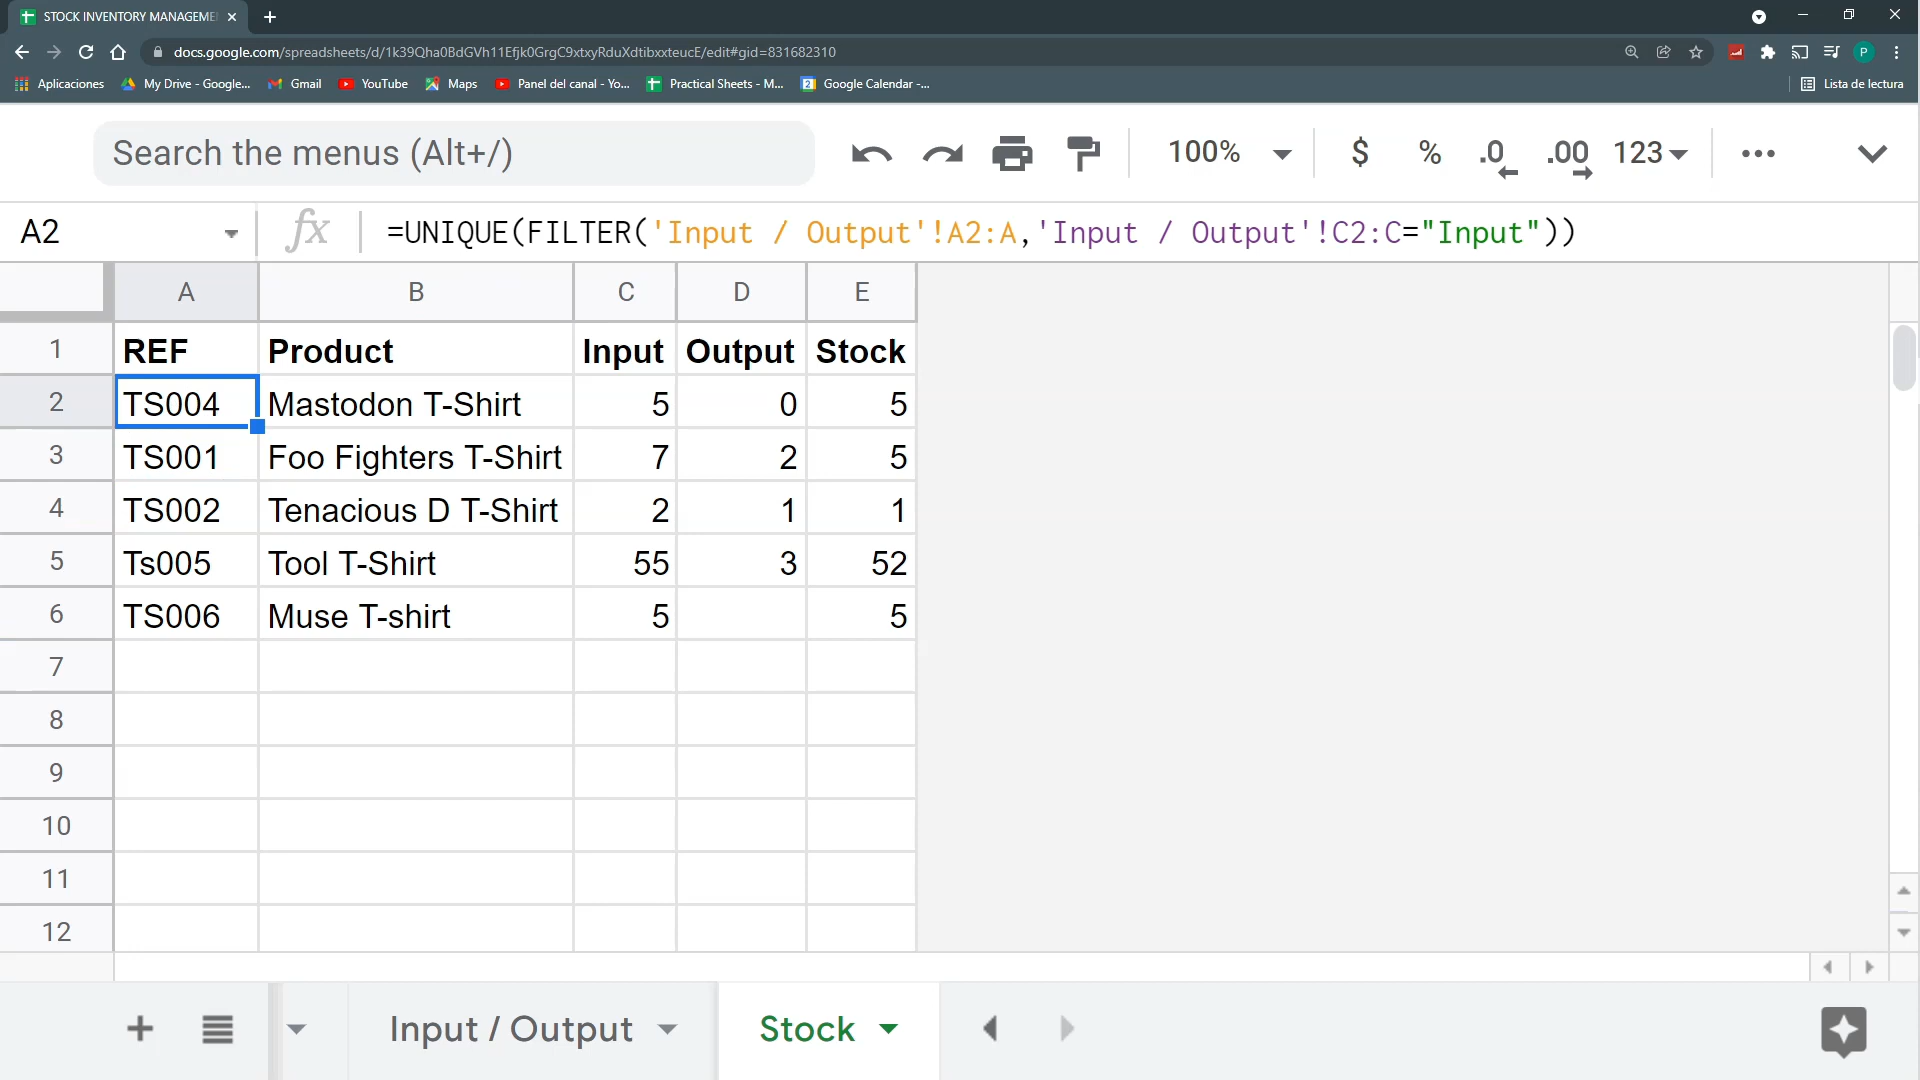 STOCK INVENTORY MANAGEME
docs.google.com/spreadsheets/d/1k39Qha0BdGVh11Efjk0GrgC9xtxyRduXdtibxxteucE/edit#gid=831682310
P
Aplicaciones My Drive - Google... Gmail YouTube Maps Panel del canal - Yo... Practical Sheets - M... Google Calendar -... Lista de lectura
Search the menus (Alt+/) 100% $ % .0 .00 123
A2 fx =UNIQUE(FILTER('Input / Output'!A2:A,'Input / Output'!C2:C="Input"))
A B C D E
1 REF Product Input Output Stock
2 TS004 Mastodon T-Shirt 5 0 5
3 TS001 Foo Fighters T-Shirt 7 2 5
4 TS002 Tenacious D T-Shirt 2 1 1
5 Ts005 Tool T-Shirt 55 3 52
6 TS006 Muse T-shirt 5 5
7
8
9
10
11
12
Input / Output Stock